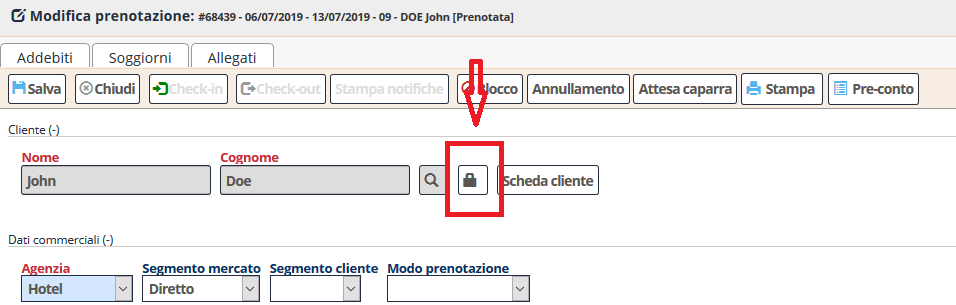 Modifica prenotazione: #68439 - 06/07/2019 - 13/07/2019 - 09 - DOE John [Prenotata]
Addebiti Soggiorni Allegati
Salva Chiudi Check-in Check-out Stampa notifiche Blocco Annullamento Attesa caparra Stampa Pre-conto
Cliente (-)
Nome Cognome
John Doe Scheda cliente
Dati commerciali (-)
Agenzia Segmento mercato Segmento cliente Modo prenotazione
Hotel Diretto